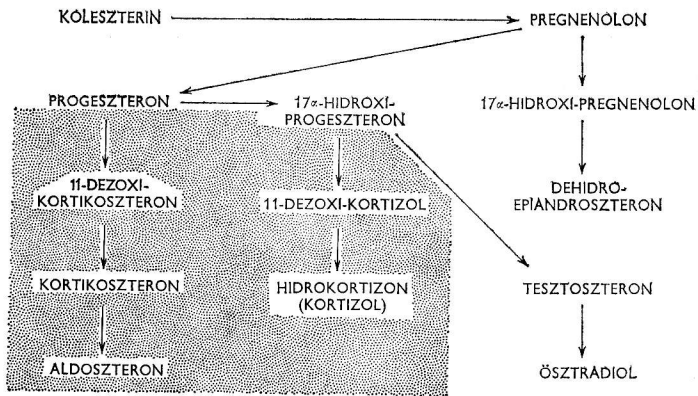 KOLESZTERIN
PREGNENOLON
PROGESZTERON
17α-HIDROXI-
PROGESZTERON
17α-HIDROXI-PREGNENOLON
11-DEZOXI-
KORTIKOSZTERON
11-DEZOXI-KORTIZOL
DEHIDRO-
EPIANDROSZTERON
KORTIKOSZTERON
HIDROKORTIZON
(KORTIZOL)
TESZTOSZTERON
ALDOSZTERON
ÖSZTRADIOL